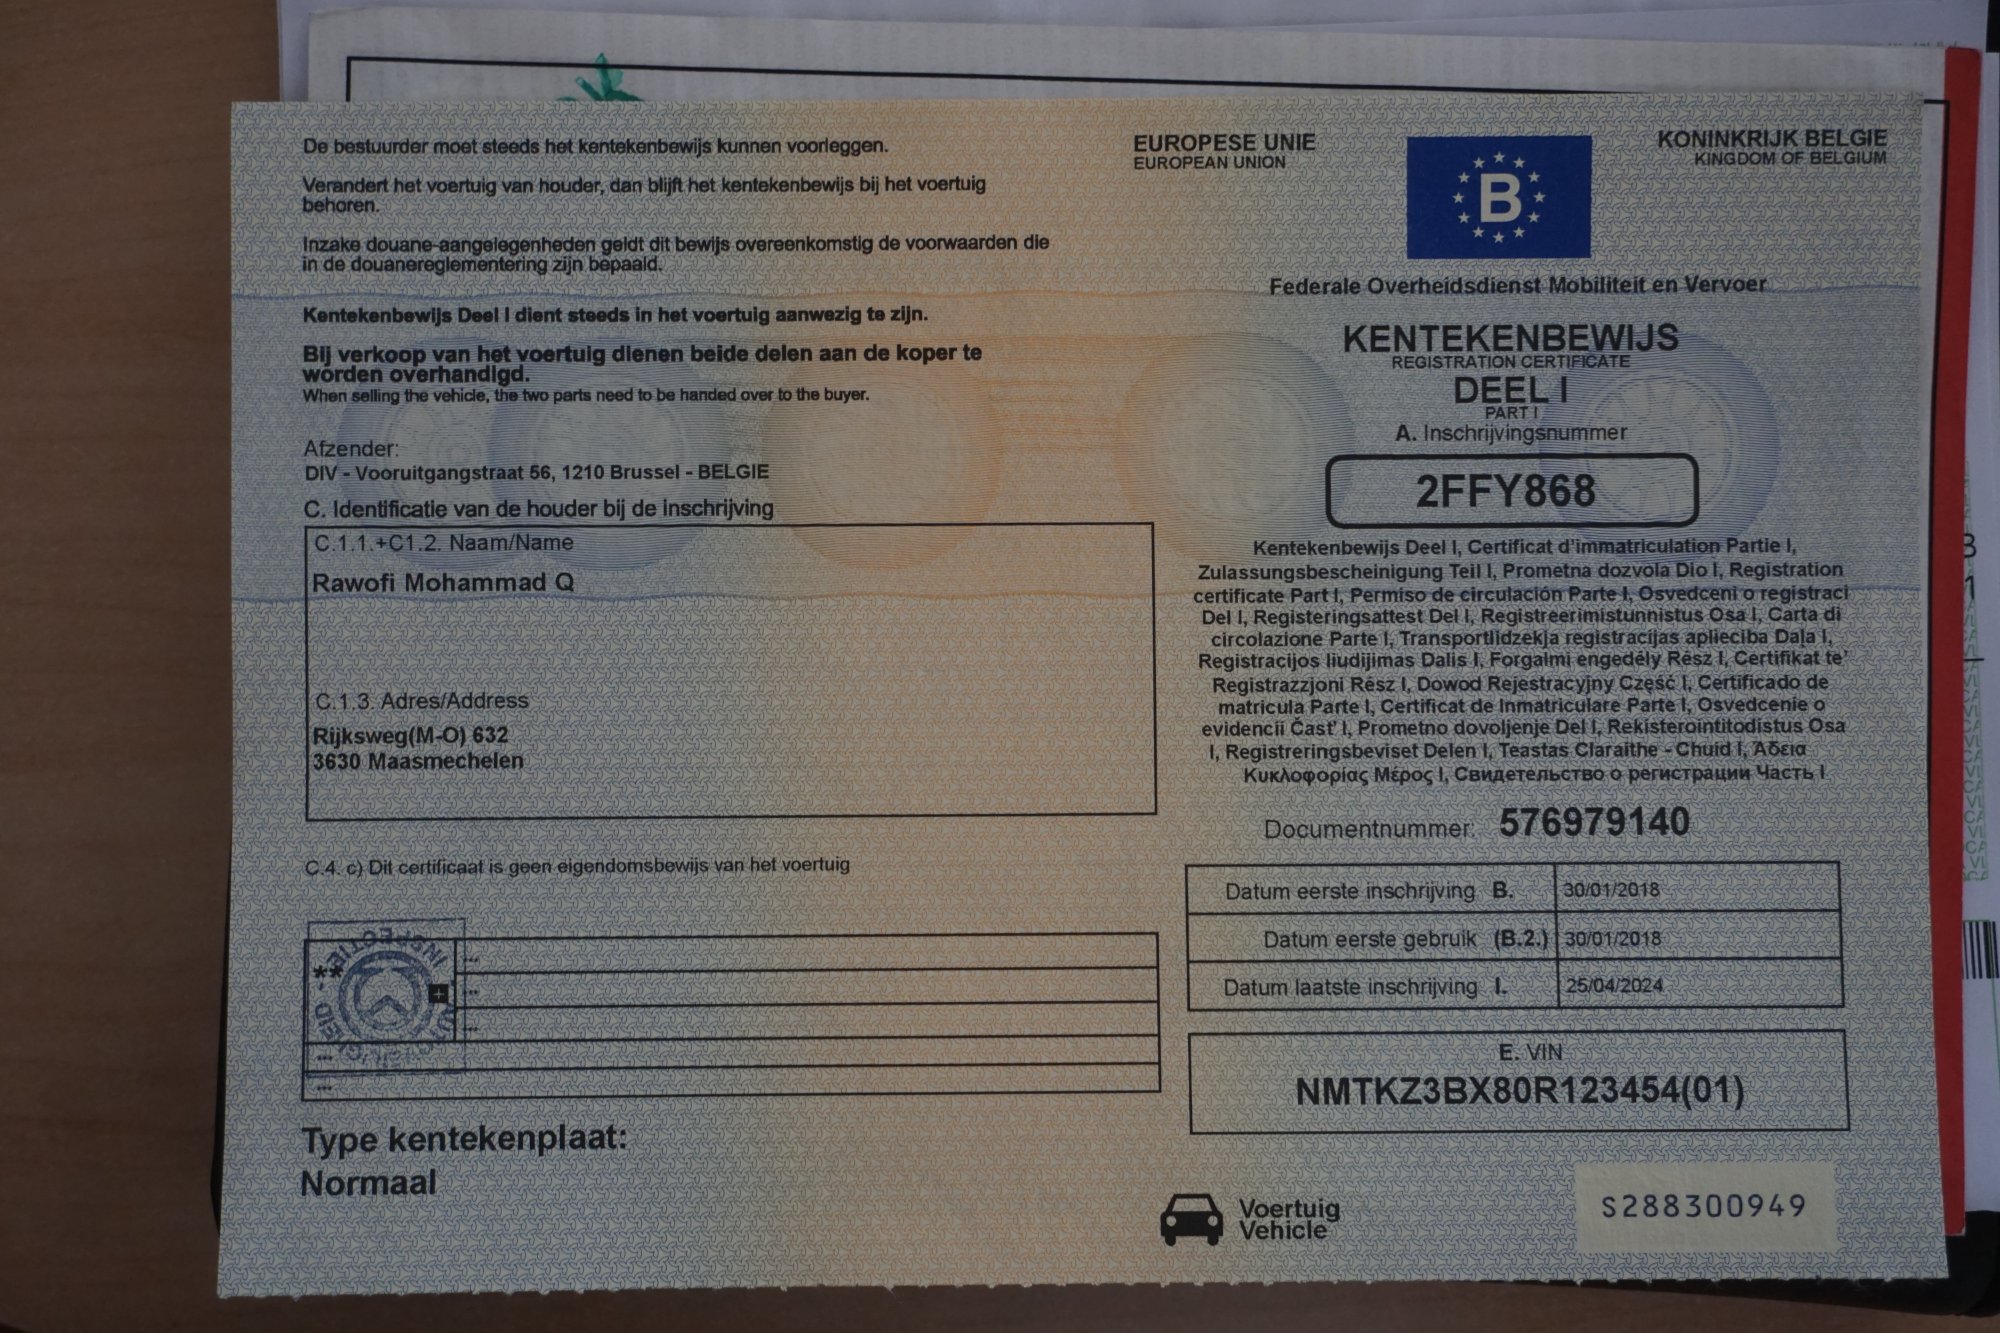 De bestuurder moet steeds het kentekenbewijs kunnen voorleggen.
Verandert het voertuig van houder, dan blijft het kentekenbewijs bij het voertuig
behoren.
Inzake douane-aangelegenheden geldt dit bewijs overeenkomstig de voorwaarden die
in de douanereglementering zijn bepaald.
Kentekenbewijs Deel I dient steeds in het voertuig aanwezig te zijn.
Bij verkoop van het voertuig dienen beide delen aan de koper te
worden overhandigd.
When selling the vehicle, the two parts need to be handed over to the buyer.
Afzender:
DIV - Vooruitgangstraat 56, 1210 Brussel - BELGIE
C. Identificatie van de houder bij de inschrijving
C.1.1.+C1.2. Naam/Name
Rawofi Mohammad Q
C.1.3. Adres/Address
Rijksweg(M-O) 632
3630 Maasmechelen
C.4. c) Dit certificaat is geen eigendomsbewijs van het voertuig
**
---
---
---
---
---
INSPECTIE
Type kentekenplaat:
Normaal
EUROPESE UNIE
EUROPEAN UNION
B
KONINKRIJK BELGIE
KINGDOM OF BELGIUM
Federale Overheidsdienst Mobiliteit en Vervoer
KENTEKENBEWIJS
REGISTRATION CERTIFICATE
DEEL I
PART I
A. Inschrijvingsnummer
2FFY868
Kentekenbewijs Deel I, Certificat d'immatriculation Partie I,
Zulassungsbescheinigung Teil I, Prometna dozvola Dio I, Registration
certificate Part I, Permiso de circulación Parte I, Osvedceni o registraci
Del I, Registeringsattest Del I, Registreerimistunnistus Osa I, Carta di
circolazione Parte I, Transportlidzekja registracijas aplieciba Daļa I,
Registracijos liudijimas Dalis I, Forgalmi engedély Rész I, Certifikat te'
Registrazzjoni Rész I, Dowod Rejestracyjny Część I, Certificado de
matricula Parte I, Certificat de Inmatriculare Parte I, Osvedcenie o
evidencii Časť I, Prometno dovoljenje Del I, Rekisterointitodistus Osa
I, Registreringsbeviset Delen I, Teastas Claraithe - Chuid I, Άδεια
Κυκλοφορίας Μέρος I, Свидетельство о регистрации Часть I
Documentnummer: 576979140
Datum eerste inschrijving B. 30/01/2018
Datum eerste gebruik (B.2.) 30/01/2018
Datum laatste inschrijving I. 25/04/2024
E. VIN
NMTKZ3BX80R123454(01)
Voertuig
Vehicle
S288300949